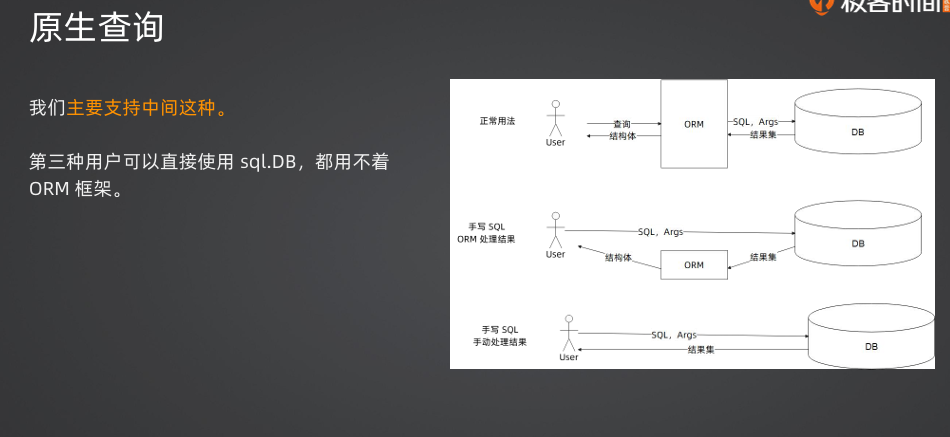 原生查询
极客时间
我们主要支持中间这种。
第三种用户可以直接使用 sql.DB，都用不着
ORM 框架。
正常用法
User
查询
结构体
ORM
SQL，Args
结果集
DB
手写 SQL
ORM 处理结果
User
SQL，Args
结构体
ORM
结果集
DB
手写 SQL
手动处理结果
User
SQL，Args
结果集
DB